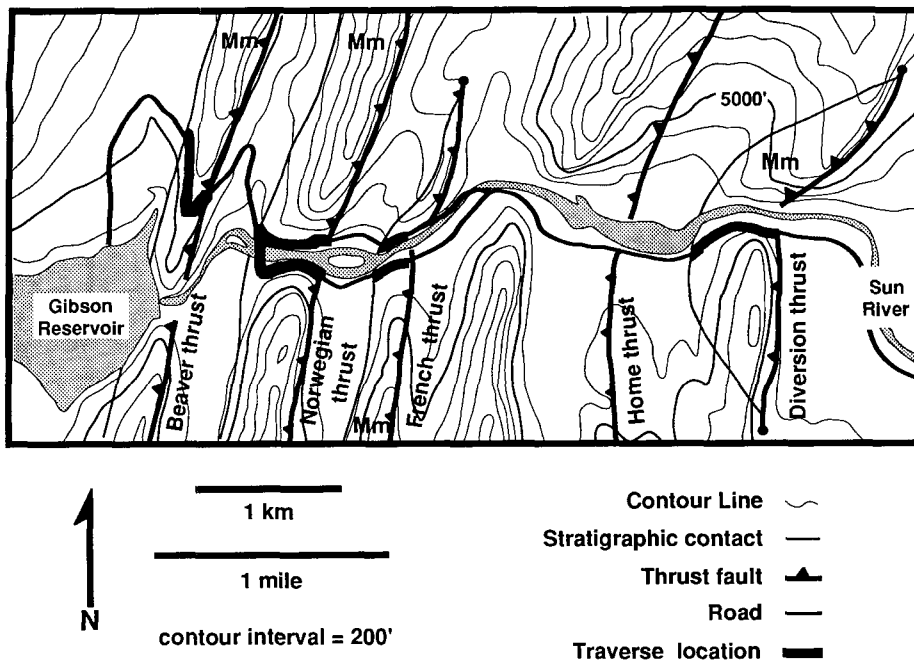 Mm
Mm
5000'
Mm
Gibson
Reservoir
Beaver thrust
Norwegian
thrust
Mm
French thrust
Home thrust
Diversion thrust
Sun
River
1 km
1 mile
N
contour interval = 200'
Contour Line
Stratigraphic contact
Thrust fault
Road
Traverse location